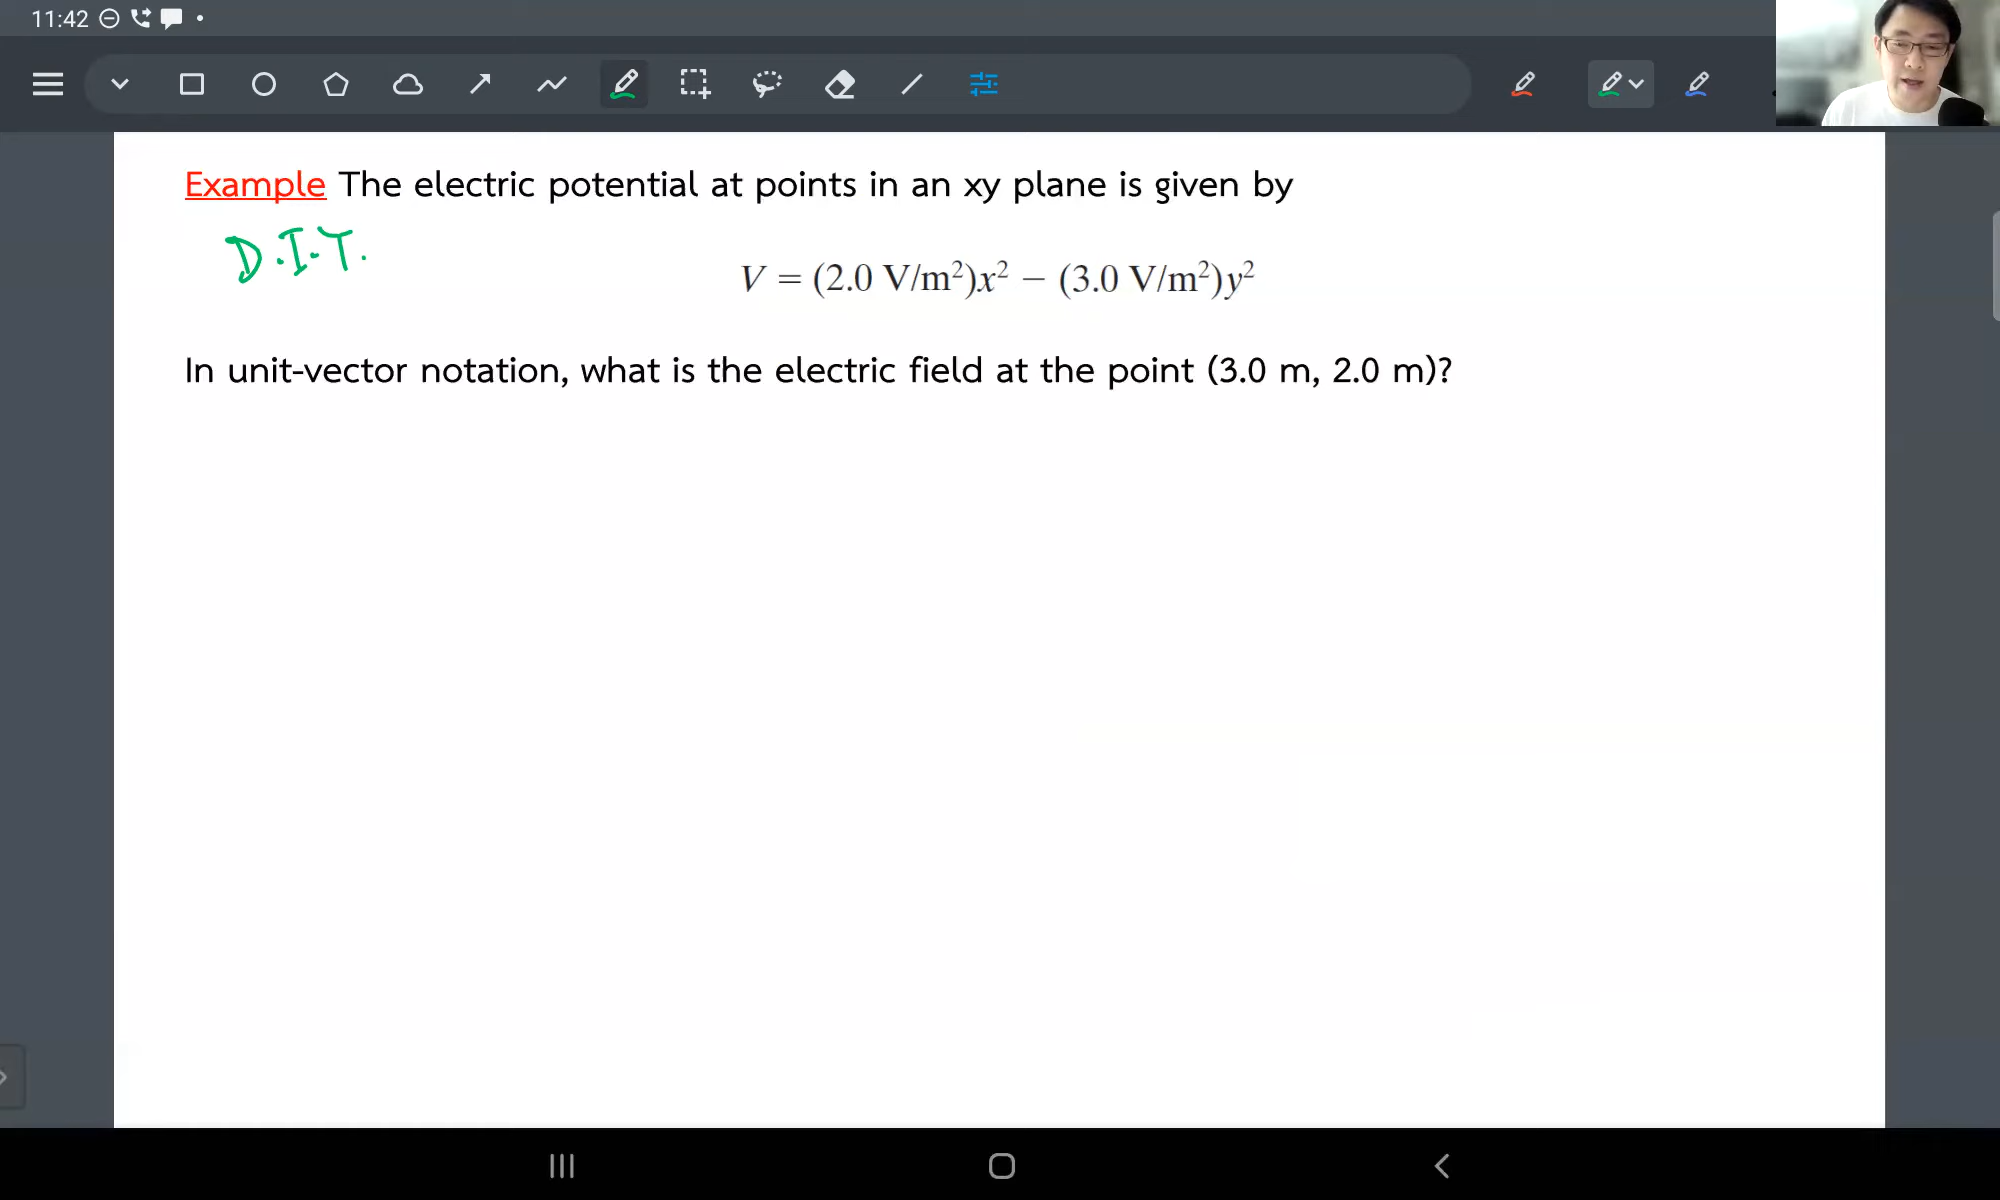 11:42
Example The electric potential at points in an xy plane is given by
D.I.T.
V = (2.0 V/m²)x² − (3.0 V/m²)y²
In unit-vector notation, what is the electric field at the point (3.0 m, 2.0 m)?